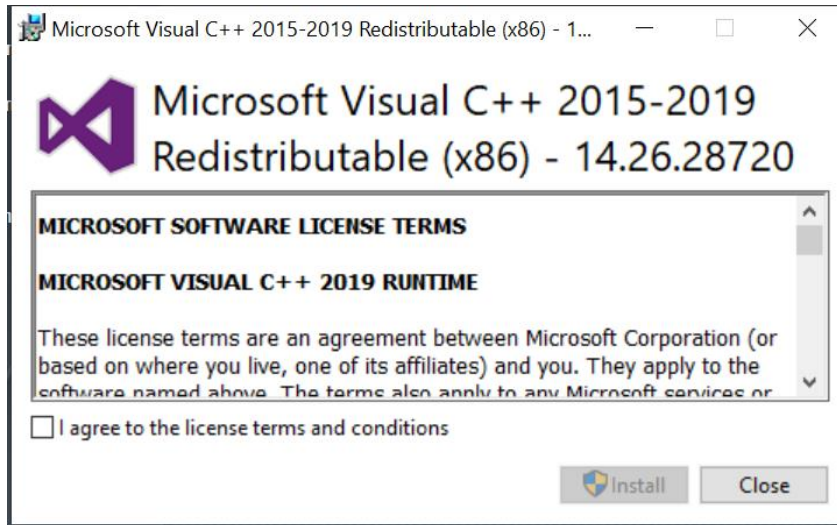 Microsoft Visual C++ 2015-2019 Redistributable (x86) - 1...
Microsoft Visual C++ 2015-2019
Redistributable (x86) - 14.26.28720
MICROSOFT SOFTWARE LICENSE TERMS
MICROSOFT VISUAL C++ 2019 RUNTIME
These license terms are an agreement between Microsoft Corporation (or
based on where you live, one of its affiliates) and you. They apply to the
software named above. The terms also apply to any Microsoft services or
I agree to the license terms and conditions
Install
Close